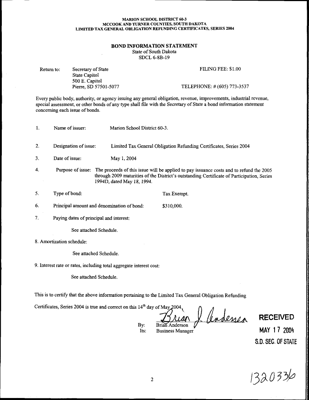 MARION SCHOOL DISTRICT 60-3
MCCOOK AND TURNER COUNTIES, SOUTH DAKOTA
LIMITED TAX GENERAL OBLIGATION REFUNDING CERTIFICATES, SERIES 2004
BOND INFORMATION STATEMENT
State of South Dakota
SDCL 6-8B-19
Return to: Secretary of State FILING FEE: $1.00
State Capitol
500 E. Capitol
Pierre, SD 57501-5077 TELEPHONE: # (605) 773-3537
Every public body, authority, or agency issuing any general obligation, revenue, improvements, industrial revenue,
special assessment, or other bonds of any type shall file with the Secretary of State a bond information statement
concerning each issue of bonds.
1. Name of issuer: Marion School District 60-3.
2. Designation of issue: Limited Tax General Obligation Refunding Certificates, Series 2004
3. Date of issue: May 1, 2004
4. Purpose of issue: The proceeds of this issue will be applied to pay issuance costs and to refund the 2005
through 2009 maturities of the District's outstanding Certificate of Participation, Series
1994D, dated May 18, 1994.
5. Type of bond: Tax Exempt.
6. Principal amount and denomination of bond: $310,000.
7. Paying dates of principal and interest:
See attached Schedule.
8. Amortization schedule:
See attached Schedule.
9. Interest rate or rates, including total aggregate interest cost:
See attached Schedule.
This is to certify that the above information pertaining to the Limited Tax General Obligation Refunding
Certificates, Series 2004 is true and correct on this 14th day of May 2004.
Brian J. Andersen
By: Brian Anderson
Its: Business Manager
RECEIVED
MAY 17 2004
S.D. SEC. OF STATE
2
1320336